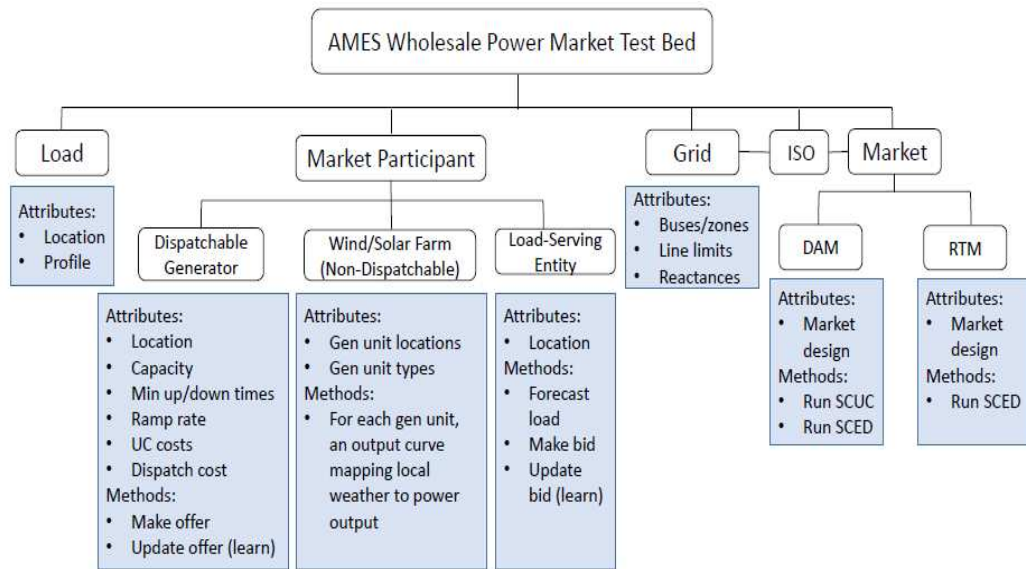 AMES Wholesale Power Market Test Bed
Load
Market Participant
Grid
ISO
Market
Attributes:
• Location
• Profile
Dispatchable
Generator
Attributes:
• Location
• Capacity
• Min up/down times
• Ramp rate
• UC costs
• Dispatch cost
Methods:
• Make offer
• Update offer (learn)
Wind/Solar Farm
(Non-Dispatchable)
Attributes:
• Gen unit locations
• Gen unit types
Methods:
• For each gen unit,
an output curve
mapping local
weather to power
output
Load-Serving
Entity
Attributes:
• Location
Methods:
• Forecast
load
• Make bid
• Update
bid (learn)
Attributes:
• Buses/zones
• Line limits
• Reactances
DAM
Attributes:
• Market
design
Methods:
• Run SCUC
• Run SCED
RTM
Attributes:
• Market
design
Methods:
• Run SCED